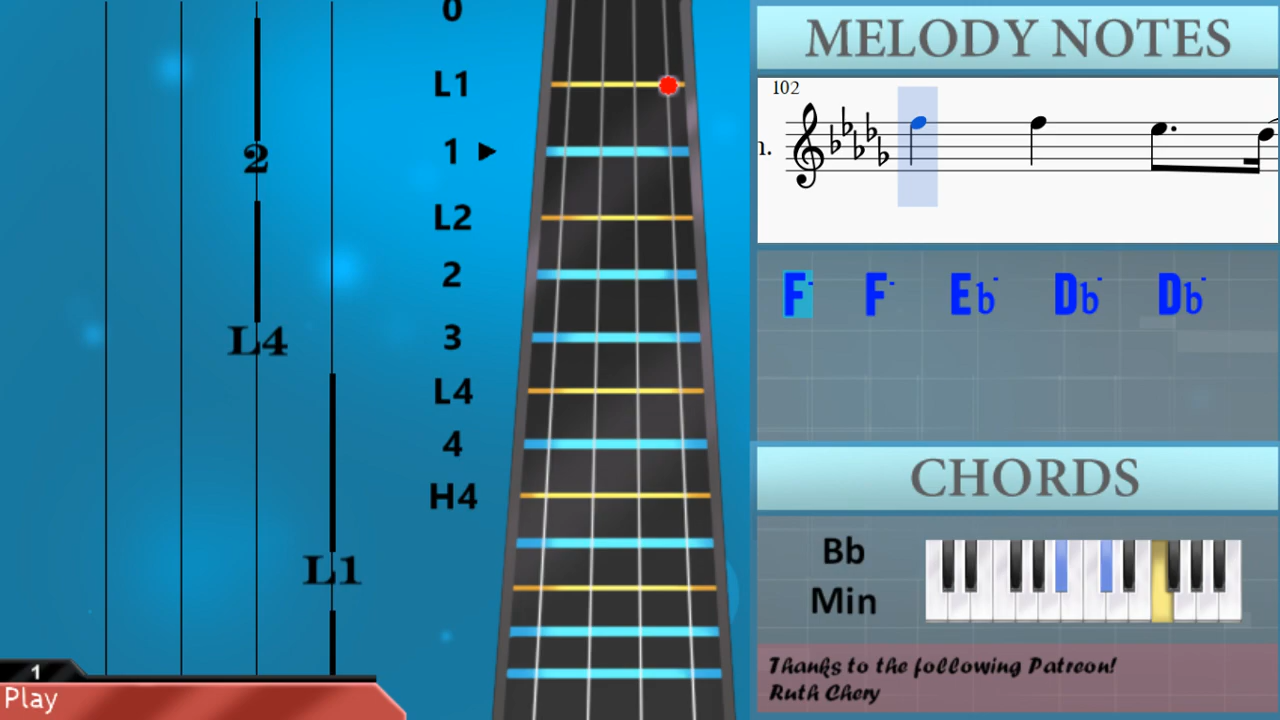 0
L1
1
L2
2
3
L4
4
H4
2
L4
L1
1
Play
MELODY NOTES
102
F F Eb Db Db
CHORDS
Bb
Min
Thanks to the following Patreon!
Ruth Chery